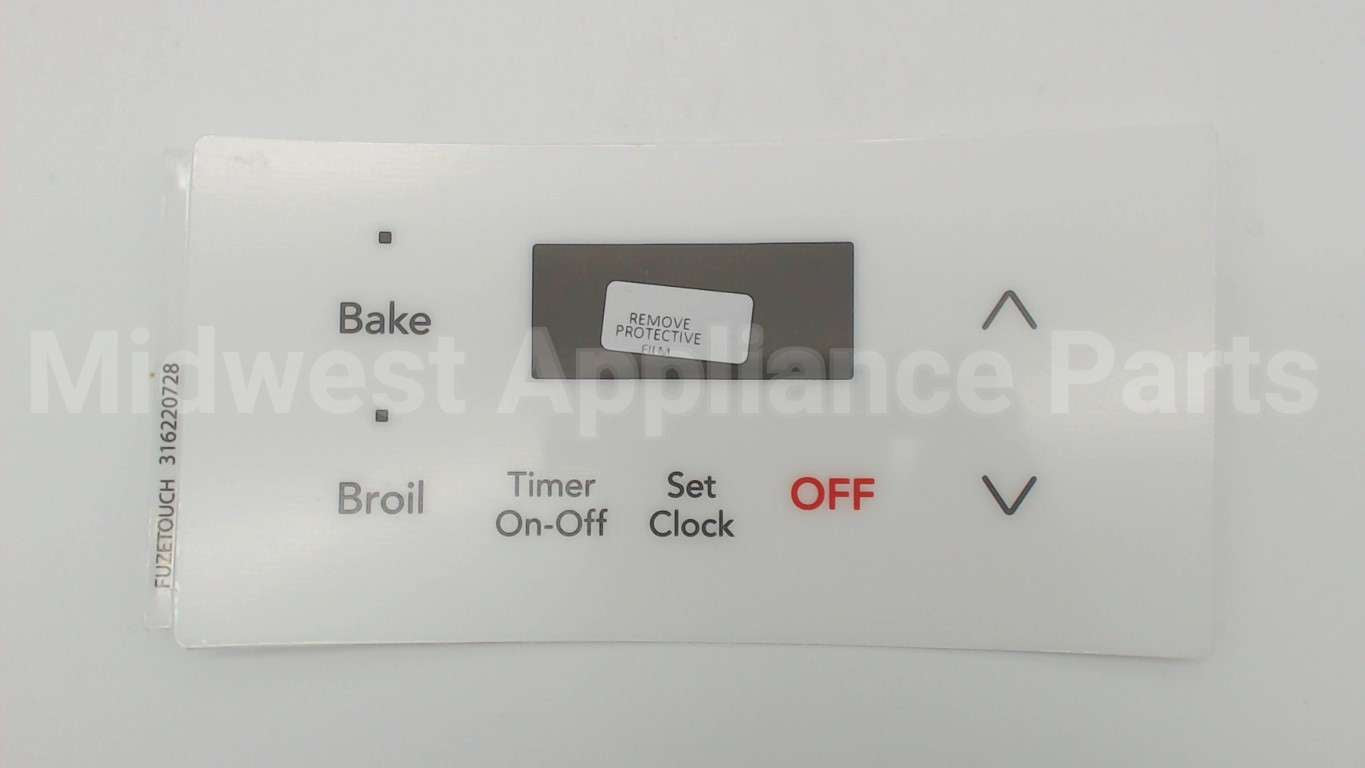 Bake
REMOVE
PROTECTIVE
FILM
Midwest Appliance Parts
FUZETOUCH 316220728
Broil
Timer
On-Off
Set
Clock
OFF